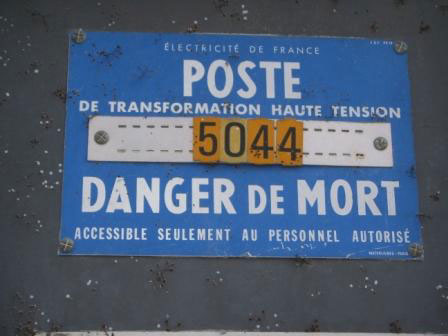 ÉLECTRICITÉ DE FRANCE
POSTE
DE TRANSFORMATION HAUTE TENSION
5044
DANGER DE MORT
ACCESSIBLE SEULEMENT AU PERSONNEL AUTORISÉ